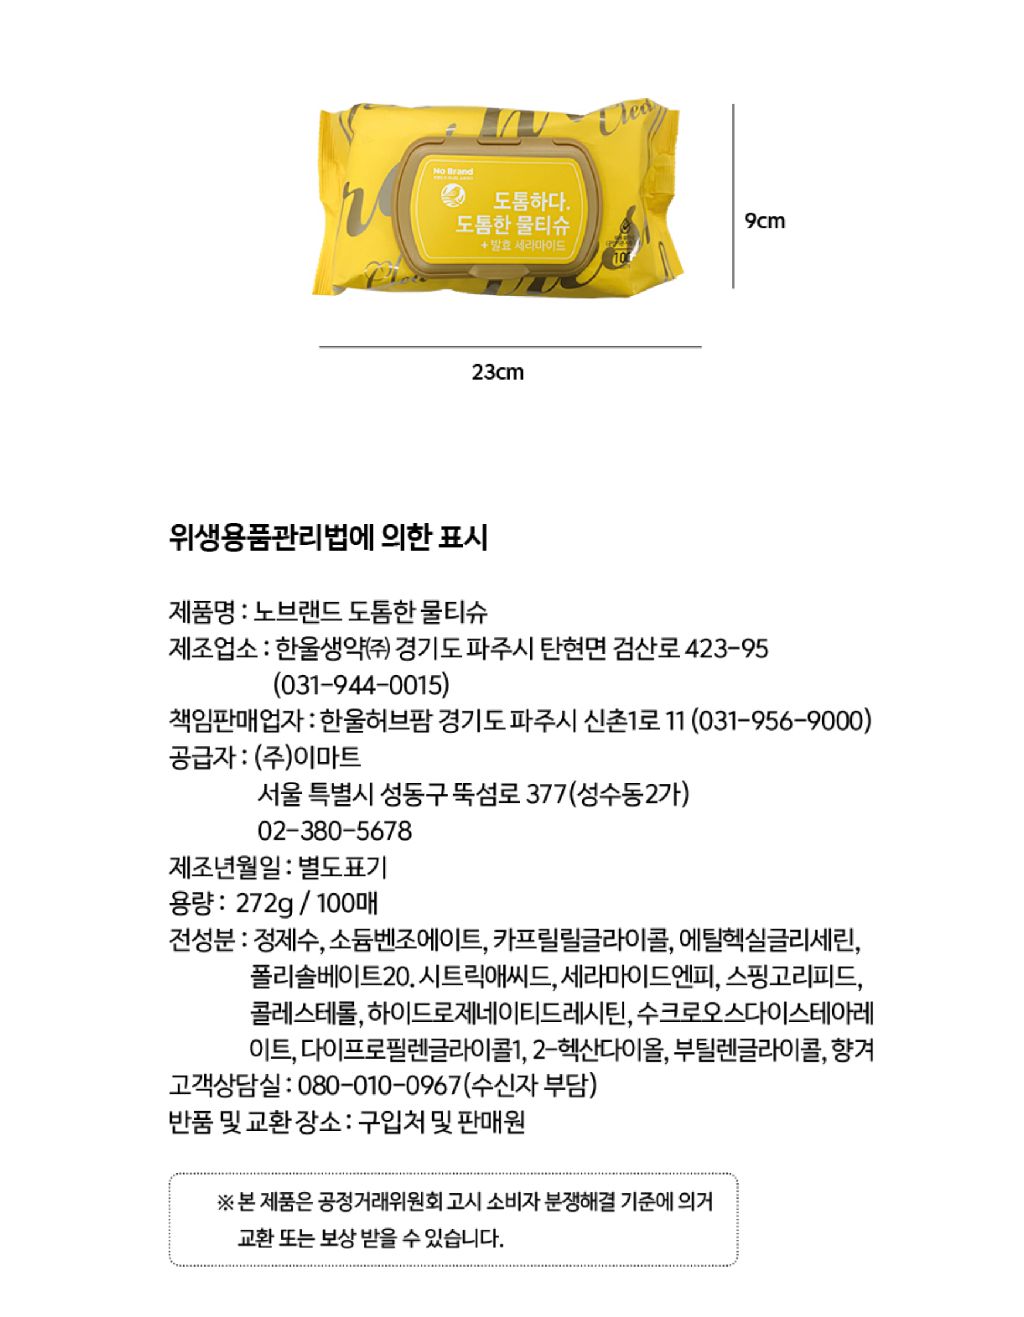 Clea
No Brand
도톰하다.
도톰한 물티슈
+ 발효 세라마이드
100
Clea
9cm
23cm
위생용품관리법에 의한 표시
제품명 : 노브랜드 도톰한 물티슈
제조업소 : 한울생약㈜ 경기도 파주시 탄현면 검산로 423-95
(031-944-0015)
책임판매업자 : 한울허브팜 경기도 파주시 신촌1로 11 (031-956-9000)
공급자 : (주)이마트
서울 특별시 성동구 뚝섬로 377(성수동2가)
02-380-5678
제조년월일 : 별도표기
용량 : 272g / 100매
전성분 : 정제수, 소듐벤조에이트, 카프릴릴글라이콜, 에틸헥실글리세린,
폴리솔베이트20. 시트릭애씨드, 세라마이드엔피, 스핑고리피드,
콜레스테롤, 하이드로제네이티드레시틴, 수크로오스다이스테아레
이트, 다이프로필렌글라이콜1, 2-헥산다이올, 부틸렌글라이콜, 향겨
고객상담실 : 080-010-0967(수신자 부담)
반품 및 교환 장소 : 구입처 및 판매원
※ 본 제품은 공정거래위원회 고시 소비자 분쟁해결 기준에 의거
교환 또는 보상 받을 수 있습니다.